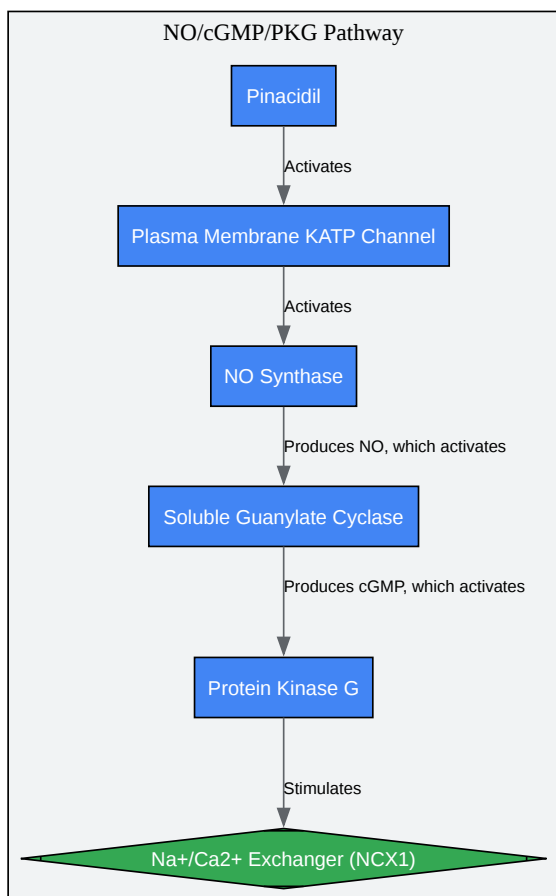 NO/cGMP/PKG Pathway
Pinacidil
Activates
Plasma Membrane KATP Channel
Activates
NO Synthase
Produces NO, which activates
Soluble Guanylate Cyclase
Produces cGMP, which activates
Protein Kinase G
Stimulates
Na+/Ca2+ Exchanger (NCX1)